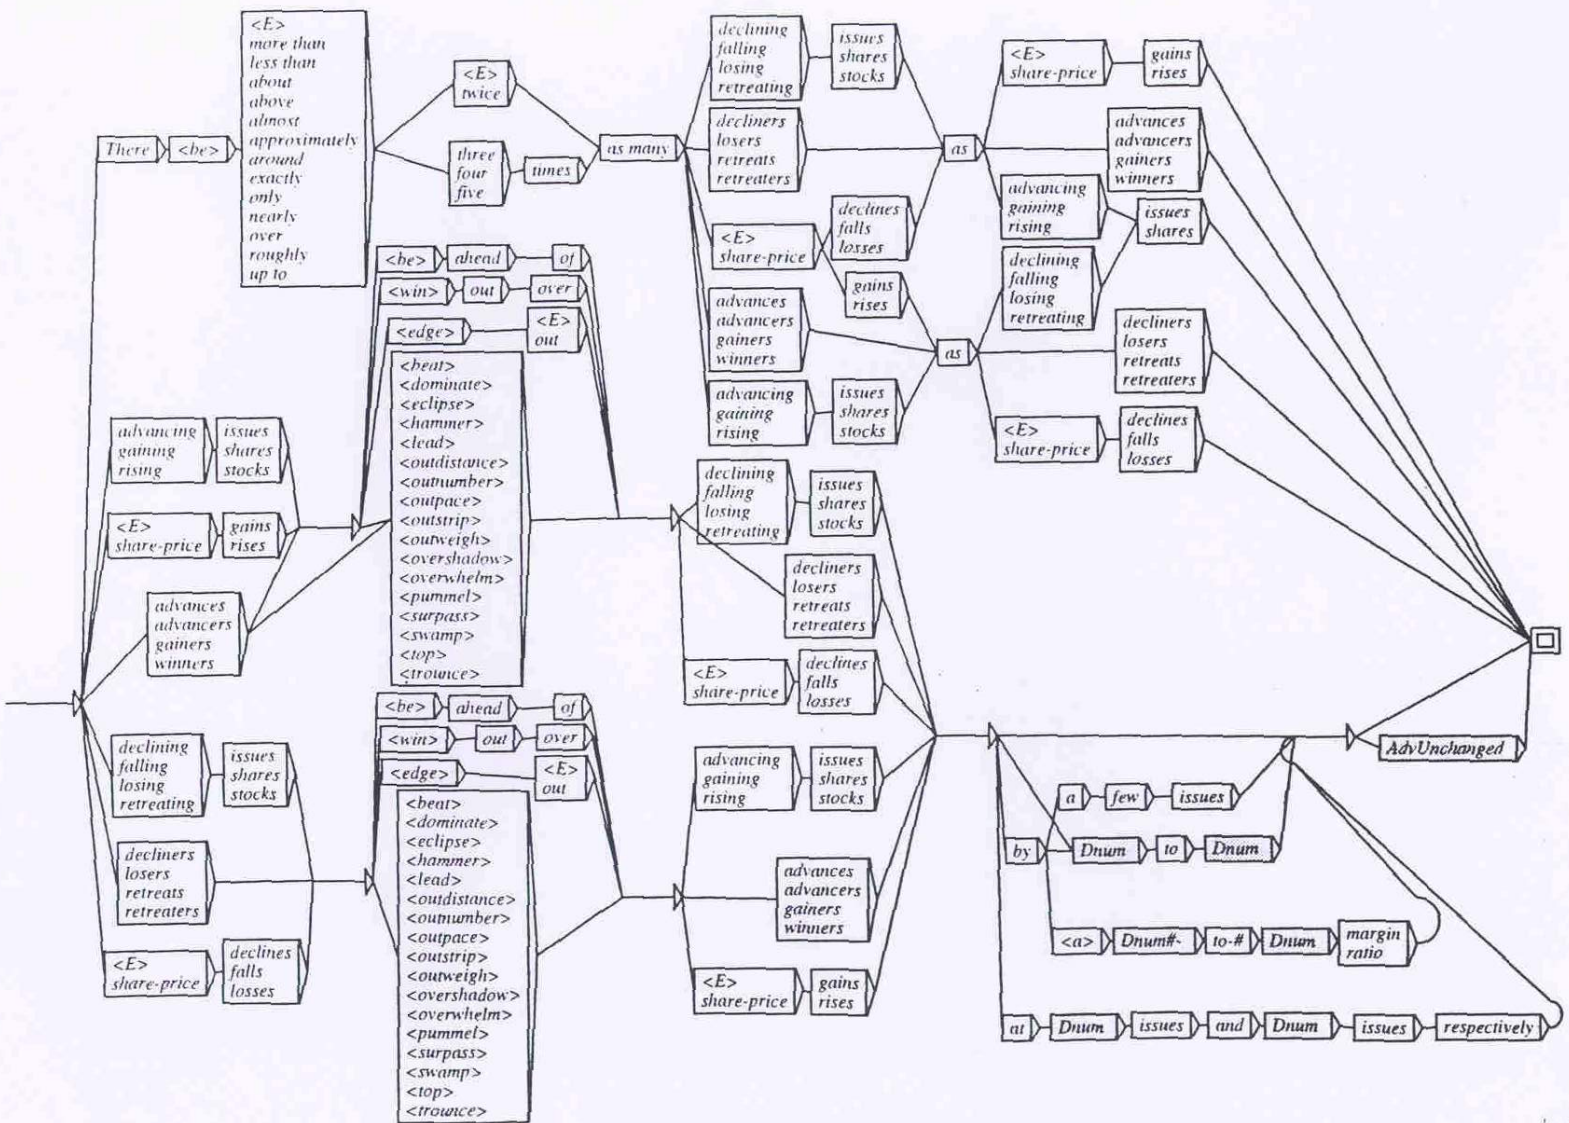 <E>
more than
less than
about
above
almost
approximately
around
exactly
only
nearly
over
roughly
up to
There
<be>
<E>
twice
three
four
five
times
as many
declining
falling
losing
retreating
issues
shares
stocks
decliners
losers
retreats
retreaters
<E>
share-price
declines
falls
losses
gains
rises
advances
advancers
gainers
winners
advancing
gaining
rising
issues
shares
stocks
as
as
<E>
share-price
gains
rises
advances
advancers
gainers
winners
advancing
gaining
rising
issues
shares
declining
falling
losing
retreating
decliners
losers
retreats
retreaters
<E>
share-price
declines
falls
losses
advancing
gaining
rising
issues
shares
stocks
<E>
share-price
gains
rises
advances
advancers
gainers
winners
<be>
ahead
of
<win>
out
over
<edge>
<E>
out
<beat>
<dominate>
<eclipse>
<hammer>
<lead>
<outdistance>
<outnumber>
<outpace>
<outstrip>
<outweigh>
<overshadow>
<overwhelm>
<pummel>
<surpass>
<swamp>
<top>
<trounce>
declining
falling
losing
retreating
issues
shares
stocks
decliners
losers
retreats
retreaters
<E>
share-price
declines
falls
losses
declining
falling
losing
retreating
issues
shares
stocks
decliners
losers
retreats
retreaters
<E>
share-price
declines
falls
losses
<be>
ahead
of
<win>
out
over
<edge>
<E>
out
<beat>
<dominate>
<eclipse>
<hammer>
<lead>
<outdistance>
<outnumber>
<outpace>
<outstrip>
<outweigh>
<overshadow>
<overwhelm>
<pummel>
<surpass>
<swamp>
<top>
<trounce>
advancing
gaining
rising
issues
shares
stocks
advances
advancers
gainers
winners
<E>
share-price
gains
rises
AdvUnchanged
a
few
issues
by
Dnum
to
Dnum
<a>
Dnum#-
to-#
Dnum
margin
ratio
at
Dnum
issues
and
Dnum
issues
respectively